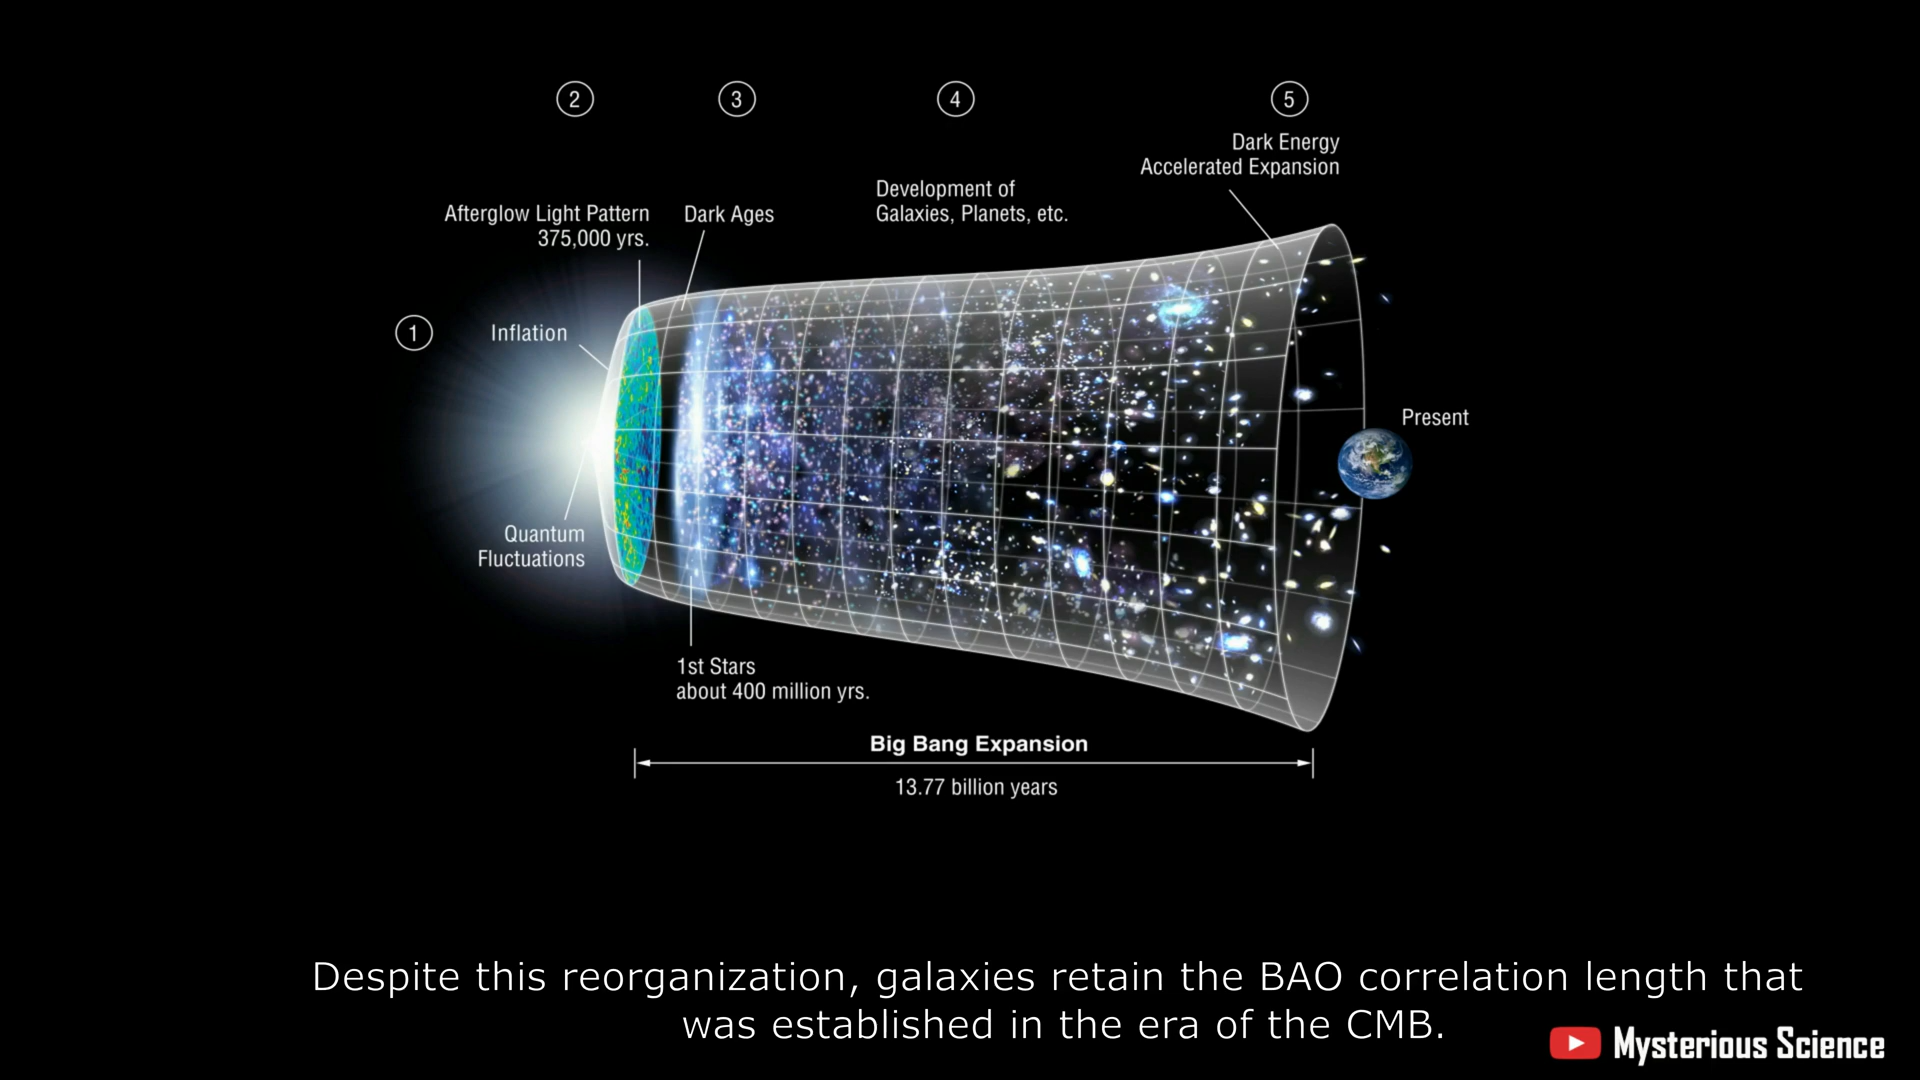 2
3
4
5
Dark Energy
Accelerated Expansion
Development of
Galaxies, Planets, etc.
Afterglow Light Pattern
375,000 yrs.
Dark Ages
1
Inflation
Present
Quantum
Fluctuations
1st Stars
about 400 million yrs.
Big Bang Expansion
13.77 billion years
Despite this reorganization, galaxies retain the BAO correlation length that
was established in the era of the CMB.
Mysterious Science